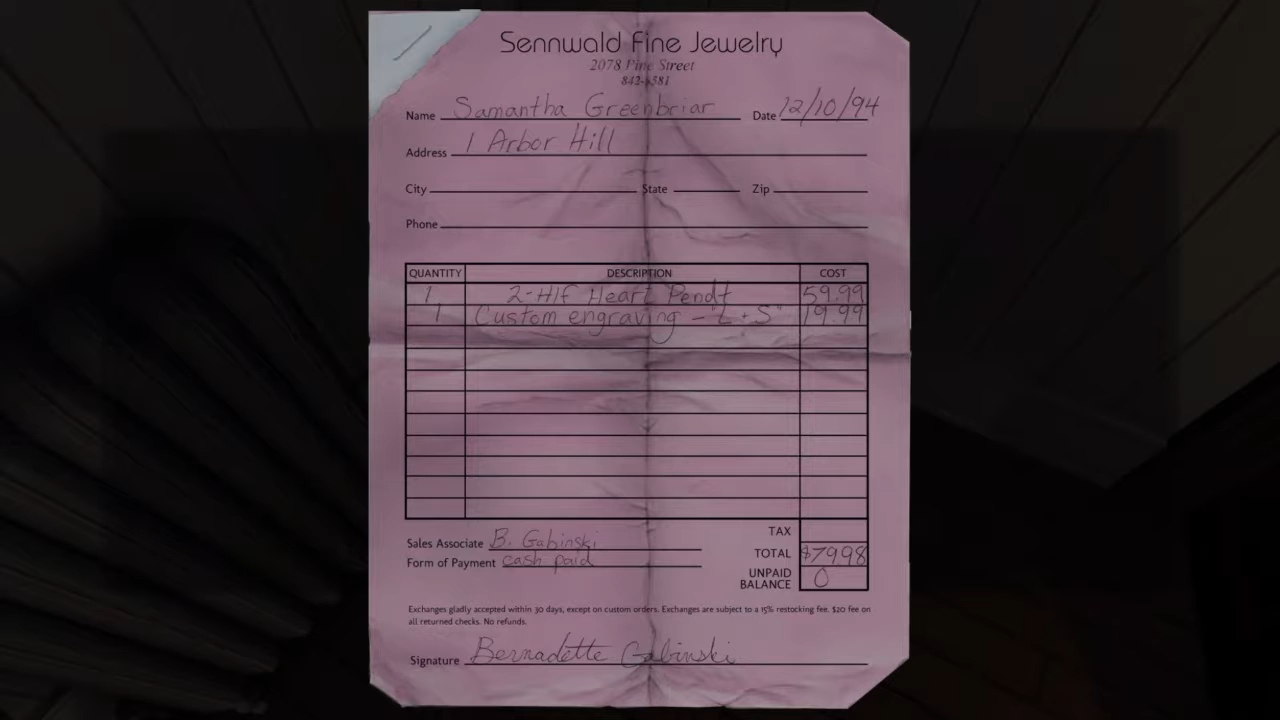 Sennwald Fine Jewelry
2078 Pine Street
842-1581
Name Samantha Greenbriar Date 12/10/94
Address 1 Arbor Hill
City State Zip
Phone
QUANTITY DESCRIPTION COST
1 2-Hlf Heart Pendt 59.99
1 Custom engraving - "L + S" 19.99
TAX
Sales Associate B. Gabinski
TOTAL $79.98
Form of Payment cash paid
UNPAID BALANCE 0
Exchanges gladly accepted within 30 days, except on custom orders. Exchanges are subject to a 15% restocking fee. $20 fee on
all returned checks. No refunds.
Signature Bernadette Gabinski